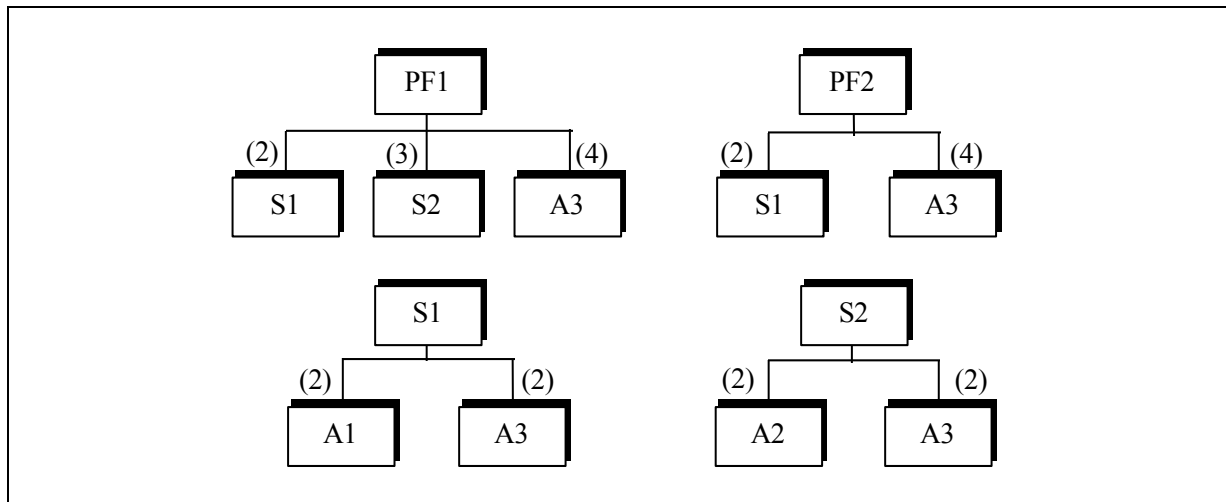 PF1 PF2
(2) (3) (4) (2) (4)
S1 S2 A3 S1 A3
S1 S2
(2) (2) (2) (2)
A1 A3 A2 A3